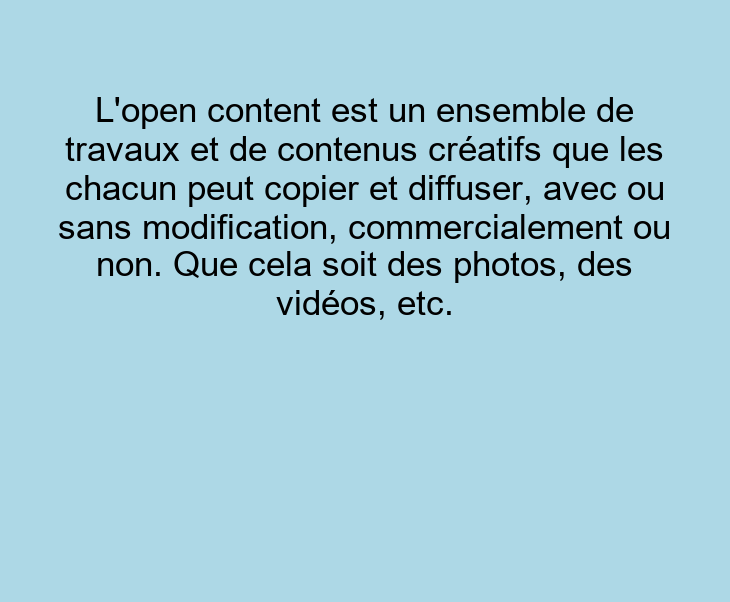 L'open content est un ensemble de
travaux et de contenus créatifs que les
chacun peut copier et diffuser, avec ou
sans modification, commercialement ou
non. Que cela soit des photos, des
vidéos, etc.